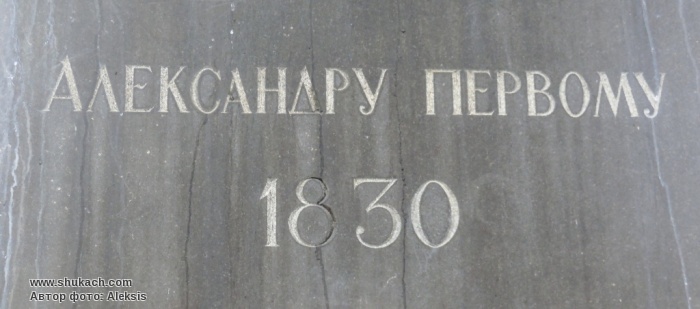 Александру Первому
1830
www.shukach.com
Автор фото: Aleksis